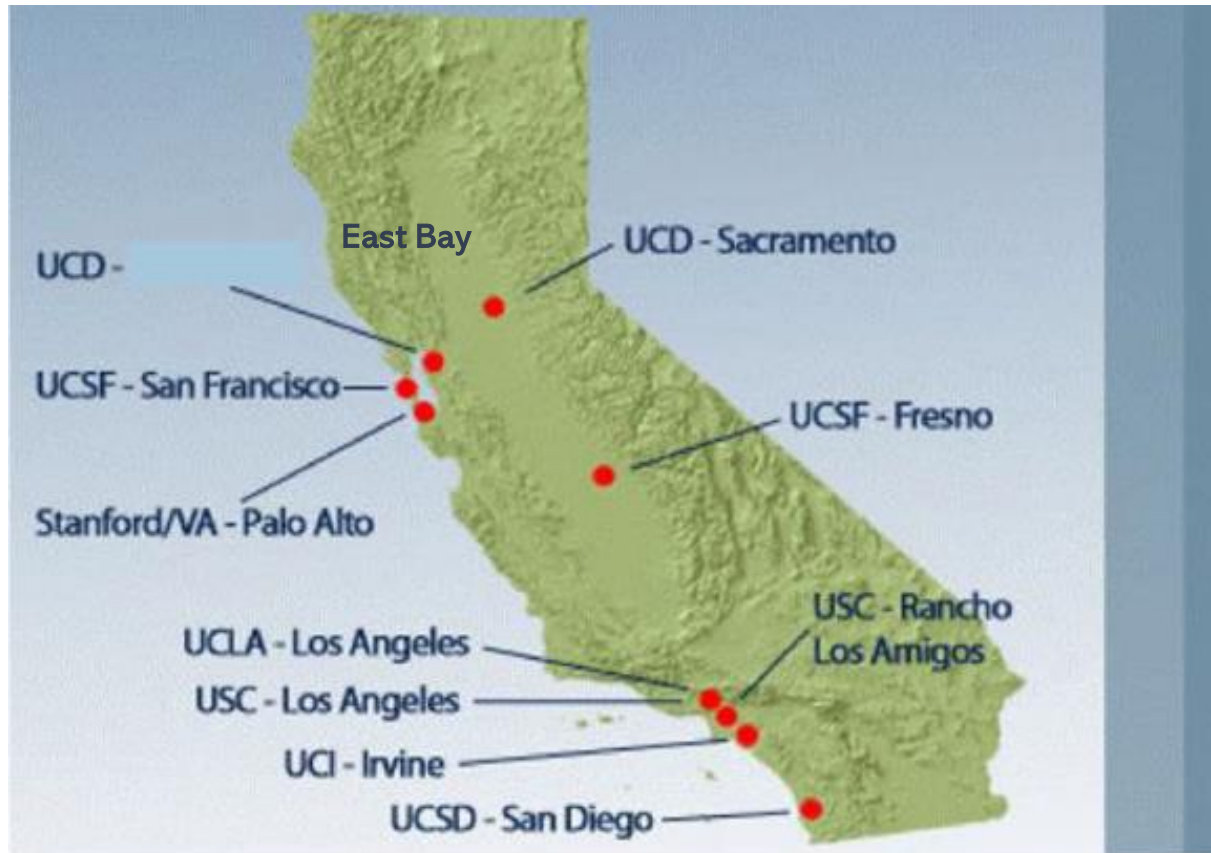 East Bay
UCD - Sacramento
UCD -
UCSF - San Francisco
UCSF - Fresno
Stanford/VA - Palo Alto
USC - Rancho
Los Amigos
UCLA - Los Angeles
USC - Los Angeles
UCI - Irvine
UCSD - San Diego